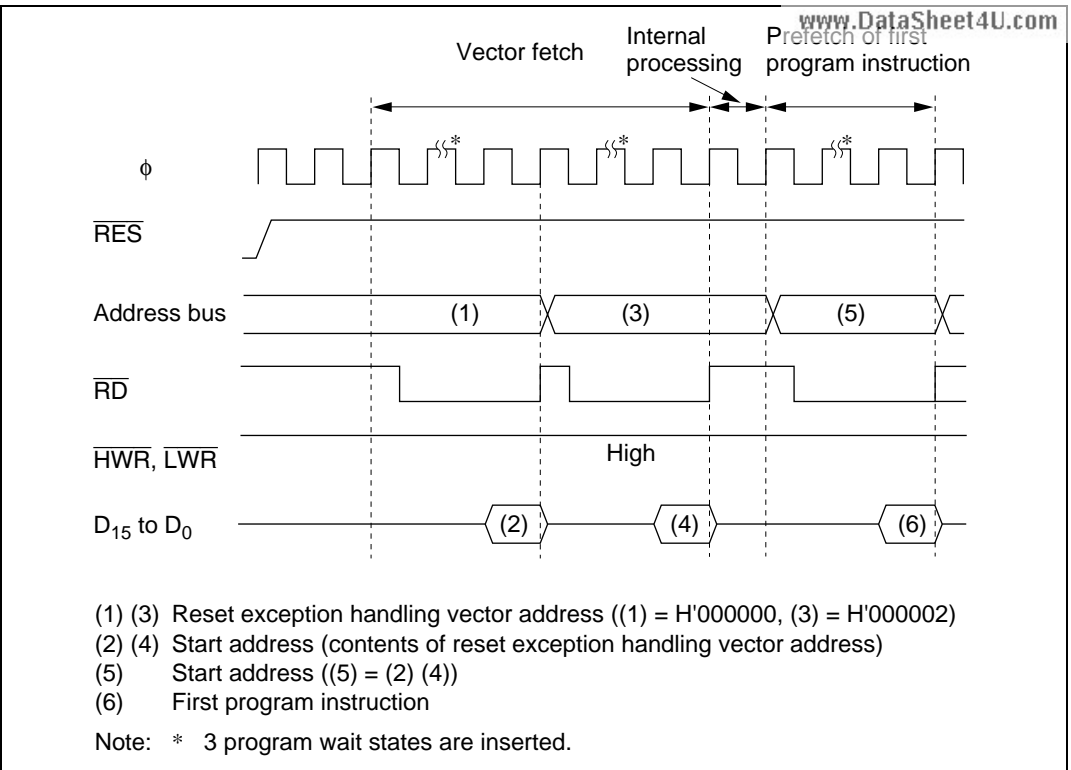 www.DataSheet4U.com
Vector fetch
Internal
processing
Prefetch of first
program instruction
*
*
*
φ
RES
Address bus
(1)
(3)
(5)
RD
HWR, LWR
High
D15 to D0
(2)
(4)
(6)
(1) (3) Reset exception handling vector address ((1) = H'000000, (3) = H'000002)
(2) (4) Start address (contents of reset exception handling vector address)
(5) Start address ((5) = (2) (4))
(6) First program instruction
Note: * 3 program wait states are inserted.